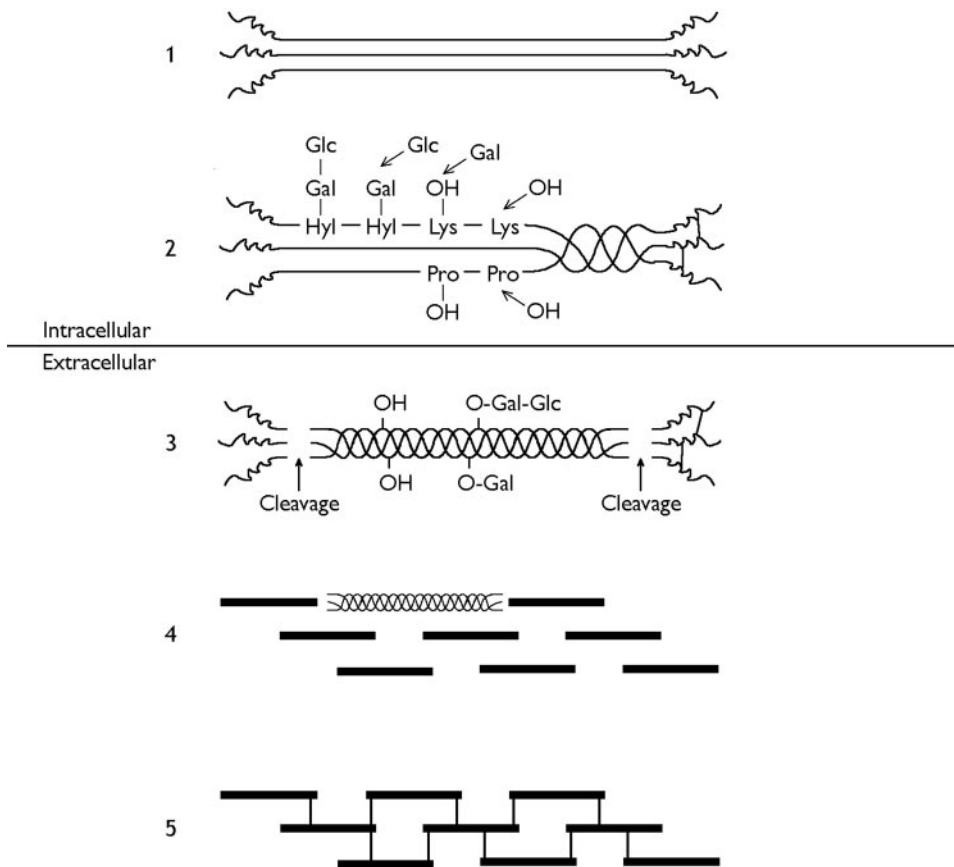 1
Glc Glc Gal
Gal Gal OH OH
Hyl Hyl Lys Lys
2
Pro Pro
OH OH
Intracellular
Extracellular
OH O-Gal-Glc
3
OH O-Gal
Cleavage Cleavage
4
5